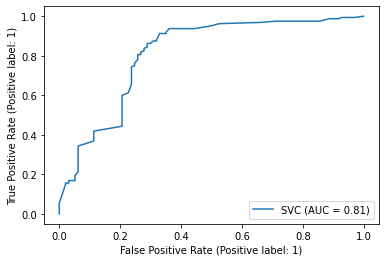 True Positive Rate (Positive label: 1)
1.0
0.8
0.6
0.4
0.2
0.0
SVC (AUC = 0.81)
0.0 0.2 0.4 0.6 0.8 1.0
False Positive Rate (Positive label: 1)